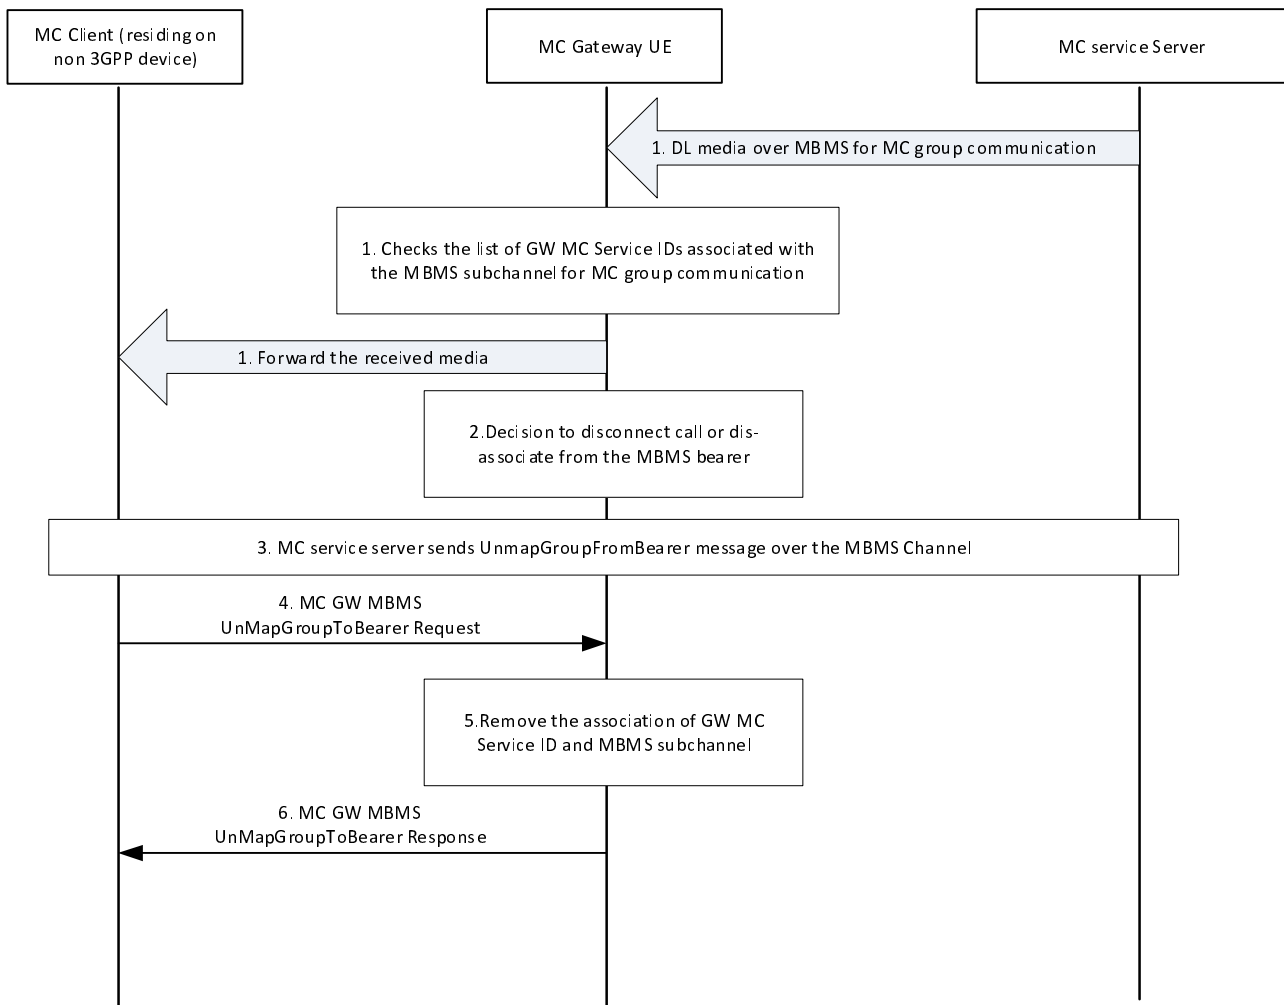 MC Client (residing on
non 3GPP device)
MC Gateway UE
MC service Server
1. DL media over MBMS for MC group communication
1. Checks the list of GW MC Service IDs associated with
the MBMS subchannel for MC group communication
1. Forward the received media
2.Decision to disconnect call or dis-
associate from the MBMS bearer
3. MC service server sends UnmapGroupFromBearer message over the MBMS Channel
4. MC GW MBMS
UnMapGroupToBearer Request
5.Remove the association of GW MC
Service ID and MBMS subchannel
6. MC GW MBMS
UnMapGroupToBearer Response